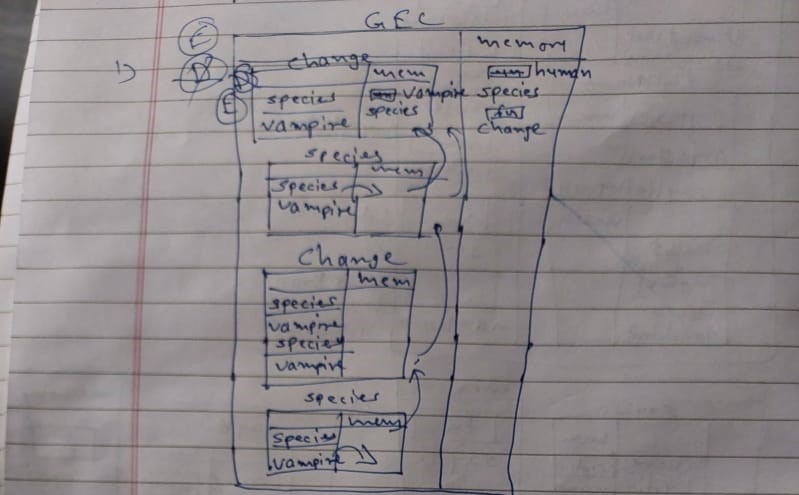 GEC
E
memory
1)
change
mem
human
E
species
vampire
species
vampire
species
fn
change
species
mem
species
vampire
Change
mem
species
vampire
species
vampire
species
mem
species
vampire